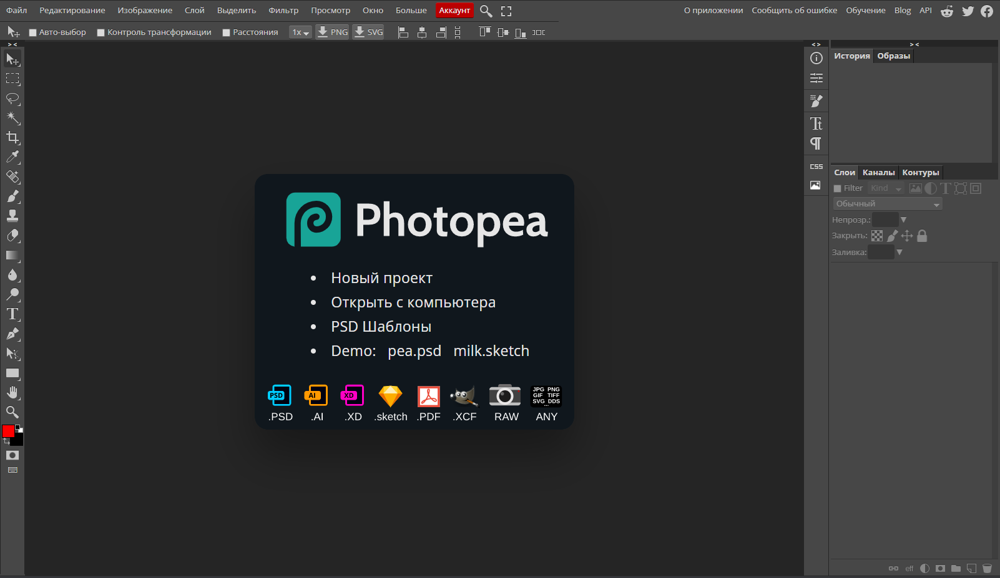 Файл Редактирование Изображение Слой Выделить Фильтр Просмотр Окно Больше Аккаунт О приложении Сообщить об ошибке Обучение Blog API
Авто-выбор Контроль трансформации Расстояния 1x PNG SVG
> < < > > <
История Образы
Tt
CSS
Слои Каналы Контуры
Filter Kind
Обычный
Непрозр.:
Закрыть:
Заливка:
Photopea
• Новый проект
• Открыть с компьютера
• PSD Шаблоны
• Demo: pea.psd milk.sketch
PSD AI XD JPG PNG
GIF TIFF
SVG DDS
...
.PSD .AI .XD .sketch .PDF .XCF RAW ANY
eff